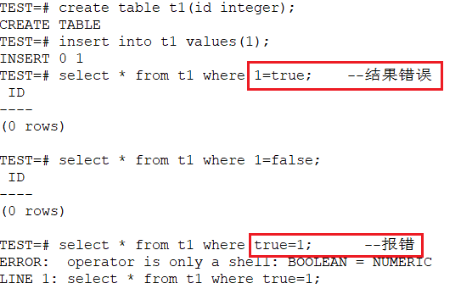 TEST=# create table t1(id integer);
CREATE TABLE
TEST=# insert into t1 values(1);
INSERT 0 1
TEST=# select * from t1 where 1=true;    --结果错误
 ID
----
(0 rows)

TEST=# select * from t1 where 1=false;
 ID
----
(0 rows)

TEST=# select * from t1 where true=1;      --报错
ERROR:  operator is only a shell: BOOLEAN = NUMERIC
LINE 1: select * from t1 where true=1;